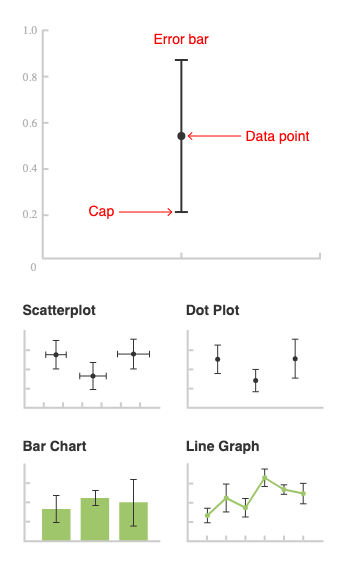 1.0
Error bar
0.8
0.6
Data point
0.4
Cap
0.2
0
Scatterplot
Dot Plot
Bar Chart
Line Graph